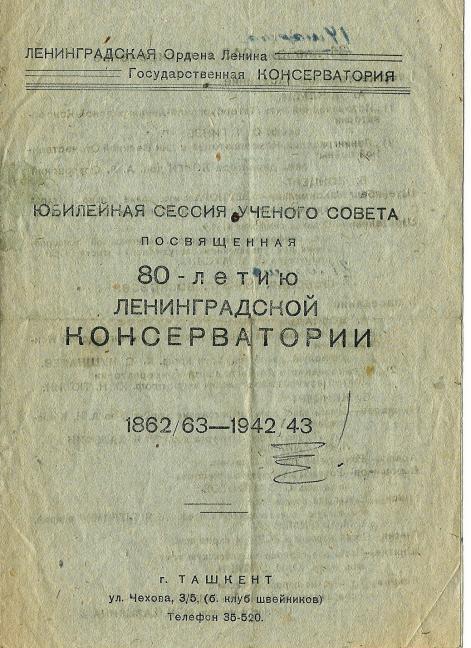 ЛЕНИНГРАДСКАЯ Ордена Ленина
Государственная КОНСЕРВАТОРИЯ
ЮБИЛЕЙНАЯ СЕССИЯ УЧЕНОГО СОВЕТА
ПОСВЯЩЕННАЯ
80-летию
ЛЕНИНГРАДСКОЙ
КОНСЕРВАТОРИИ
1862/63—1942/43
г. ТАШКЕНТ
ул. Чехова, 3/5, (б. клуб швейников)
Телефон 35-520.